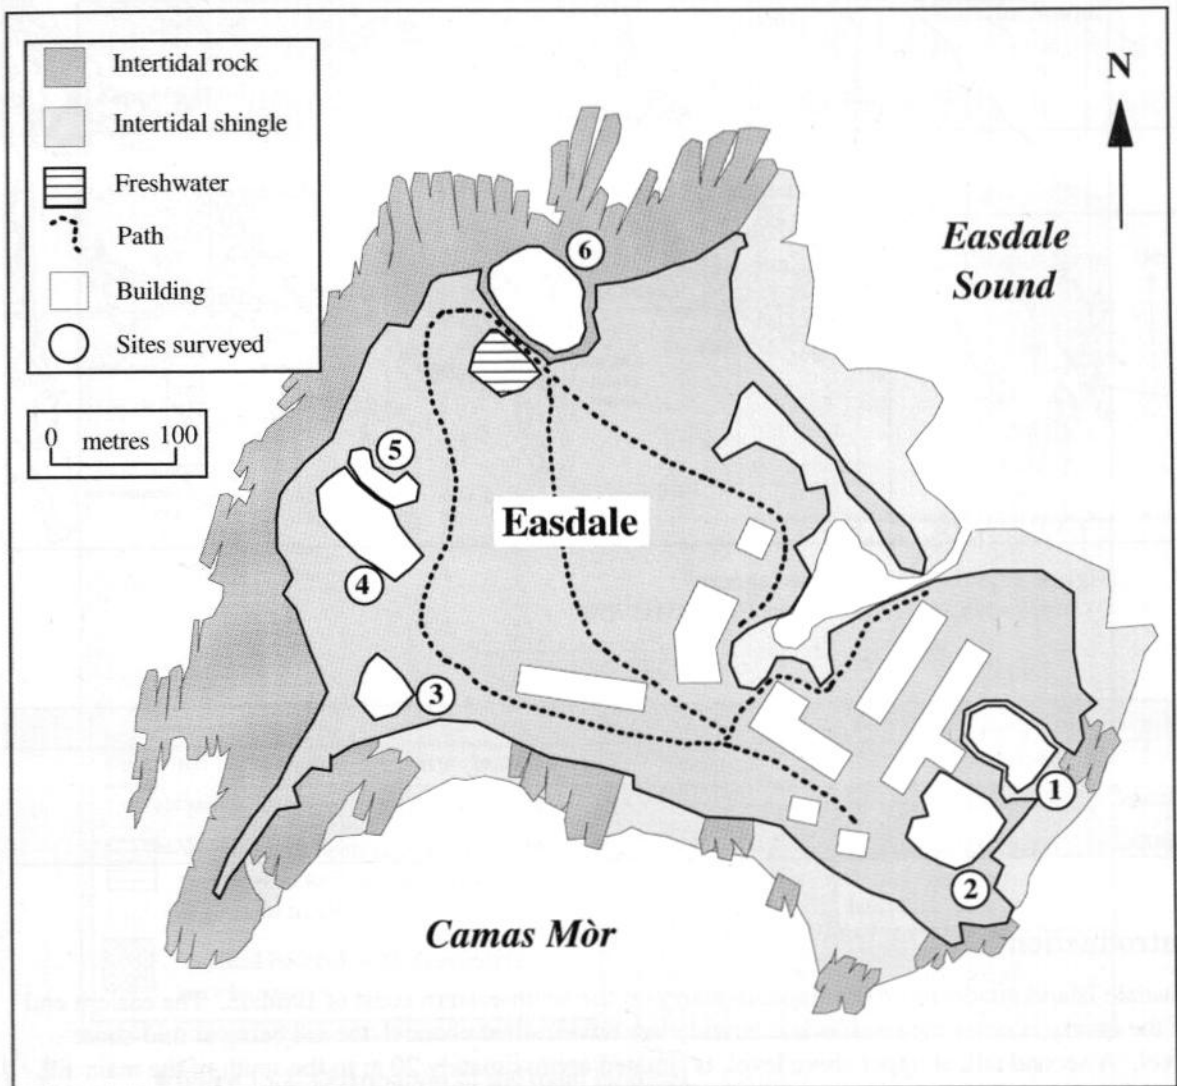 Intertidal rock
Intertidal shingle
Freshwater
Path
Building
Sites surveyed
0 metres 100
N
Easdale
Sound
6
5
Easdale
4
3
1
2
Camas Mòr